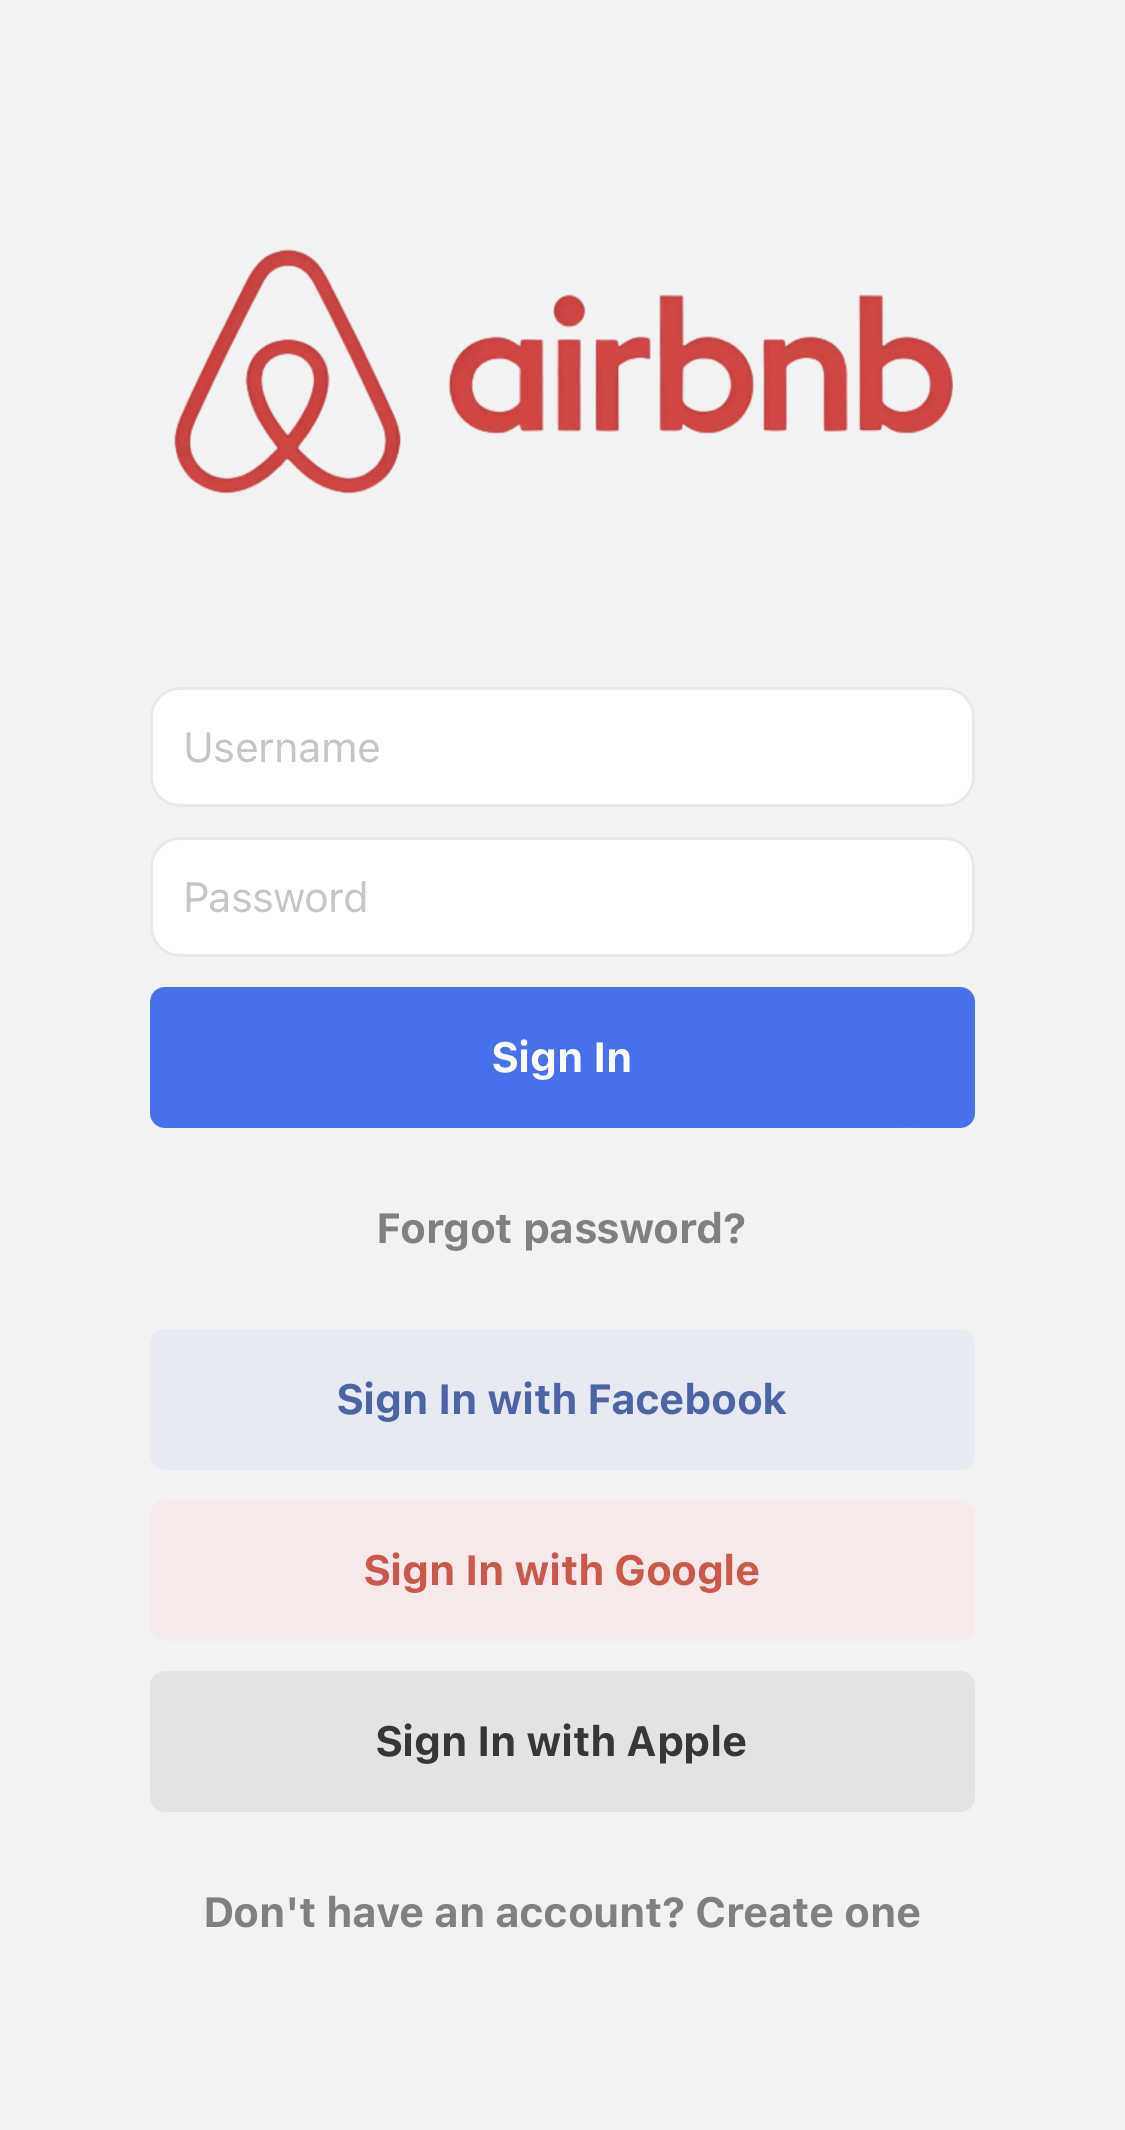 airbnb
Username
Password
Sign In
Forgot password?
Sign In with Facebook
Sign In with Google
Sign In with Apple
Don't have an account? Create one